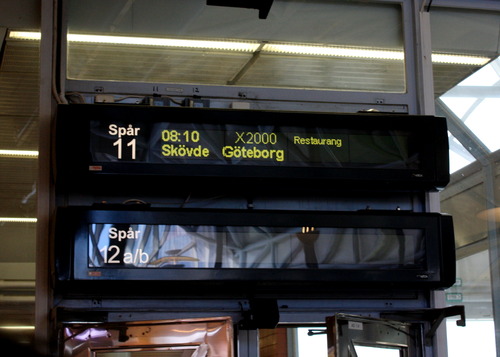 Spår 11
08:10 X2000 Restaurang
Skövde Göteborg
Spår
12 a/b